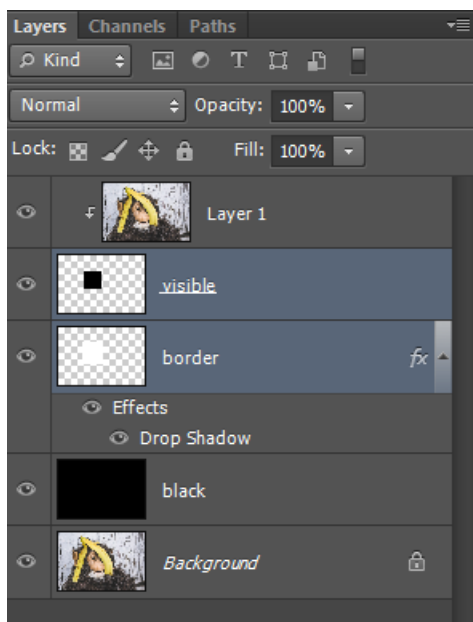 Layers Channels Paths
Kind T
Normal Opacity: 100%
Lock: Fill: 100%
Layer 1
visible
border fx
Effects
Drop Shadow
black
Background